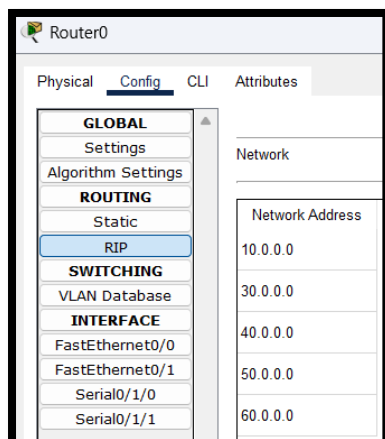 Router0
Physical Config CLI Attributes
GLOBAL
Settings
Algorithm Settings
ROUTING
Static
RIP
SWITCHING
VLAN Database
INTERFACE
FastEthernet0/0
FastEthernet0/1
Serial0/1/0
Serial0/1/1
Network
Network Address
10.0.0.0
30.0.0.0
40.0.0.0
50.0.0.0
60.0.0.0